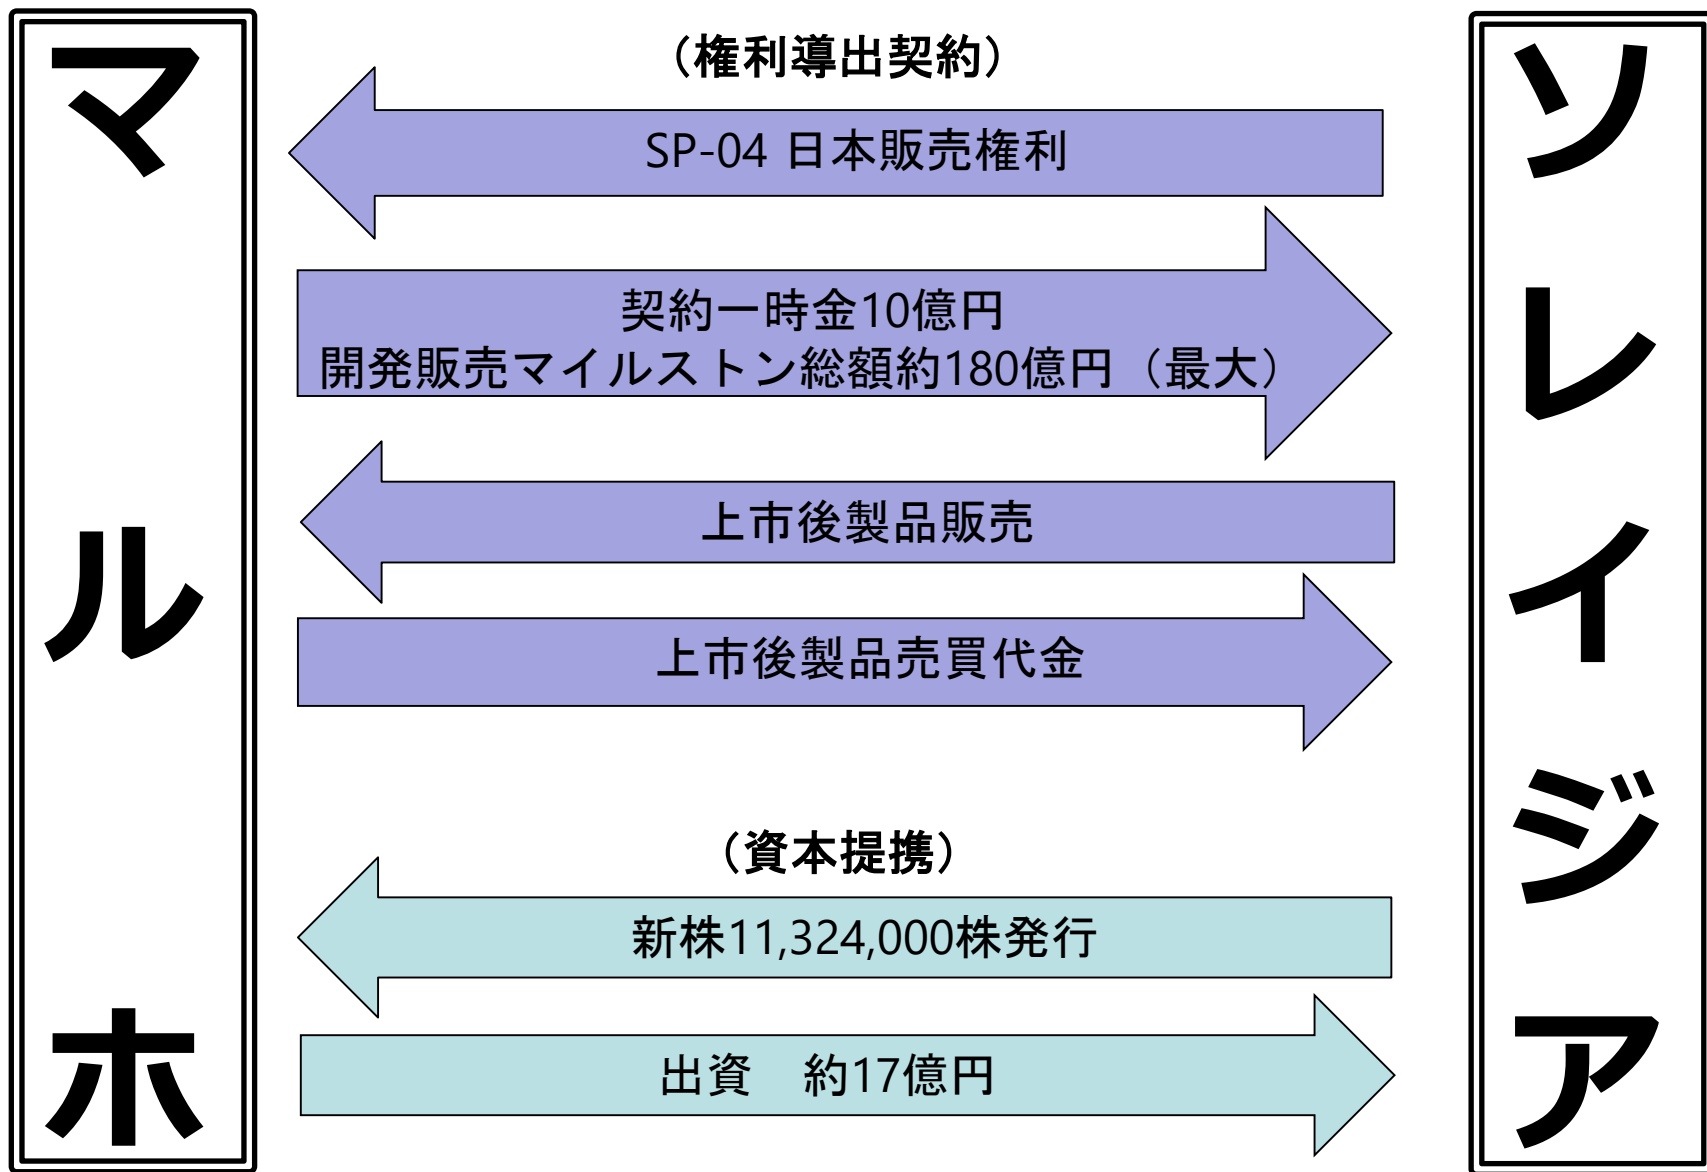 マルホ
(権利導出契約)
SP-04 日本販売権利
契約一時金10億円
開発販売マイルストン総額約180億円（最大）
上市後製品販売
上市後製品売買代金
(資本提携)
新株11,324,000株発行
出資　約17億円
ソレイジア